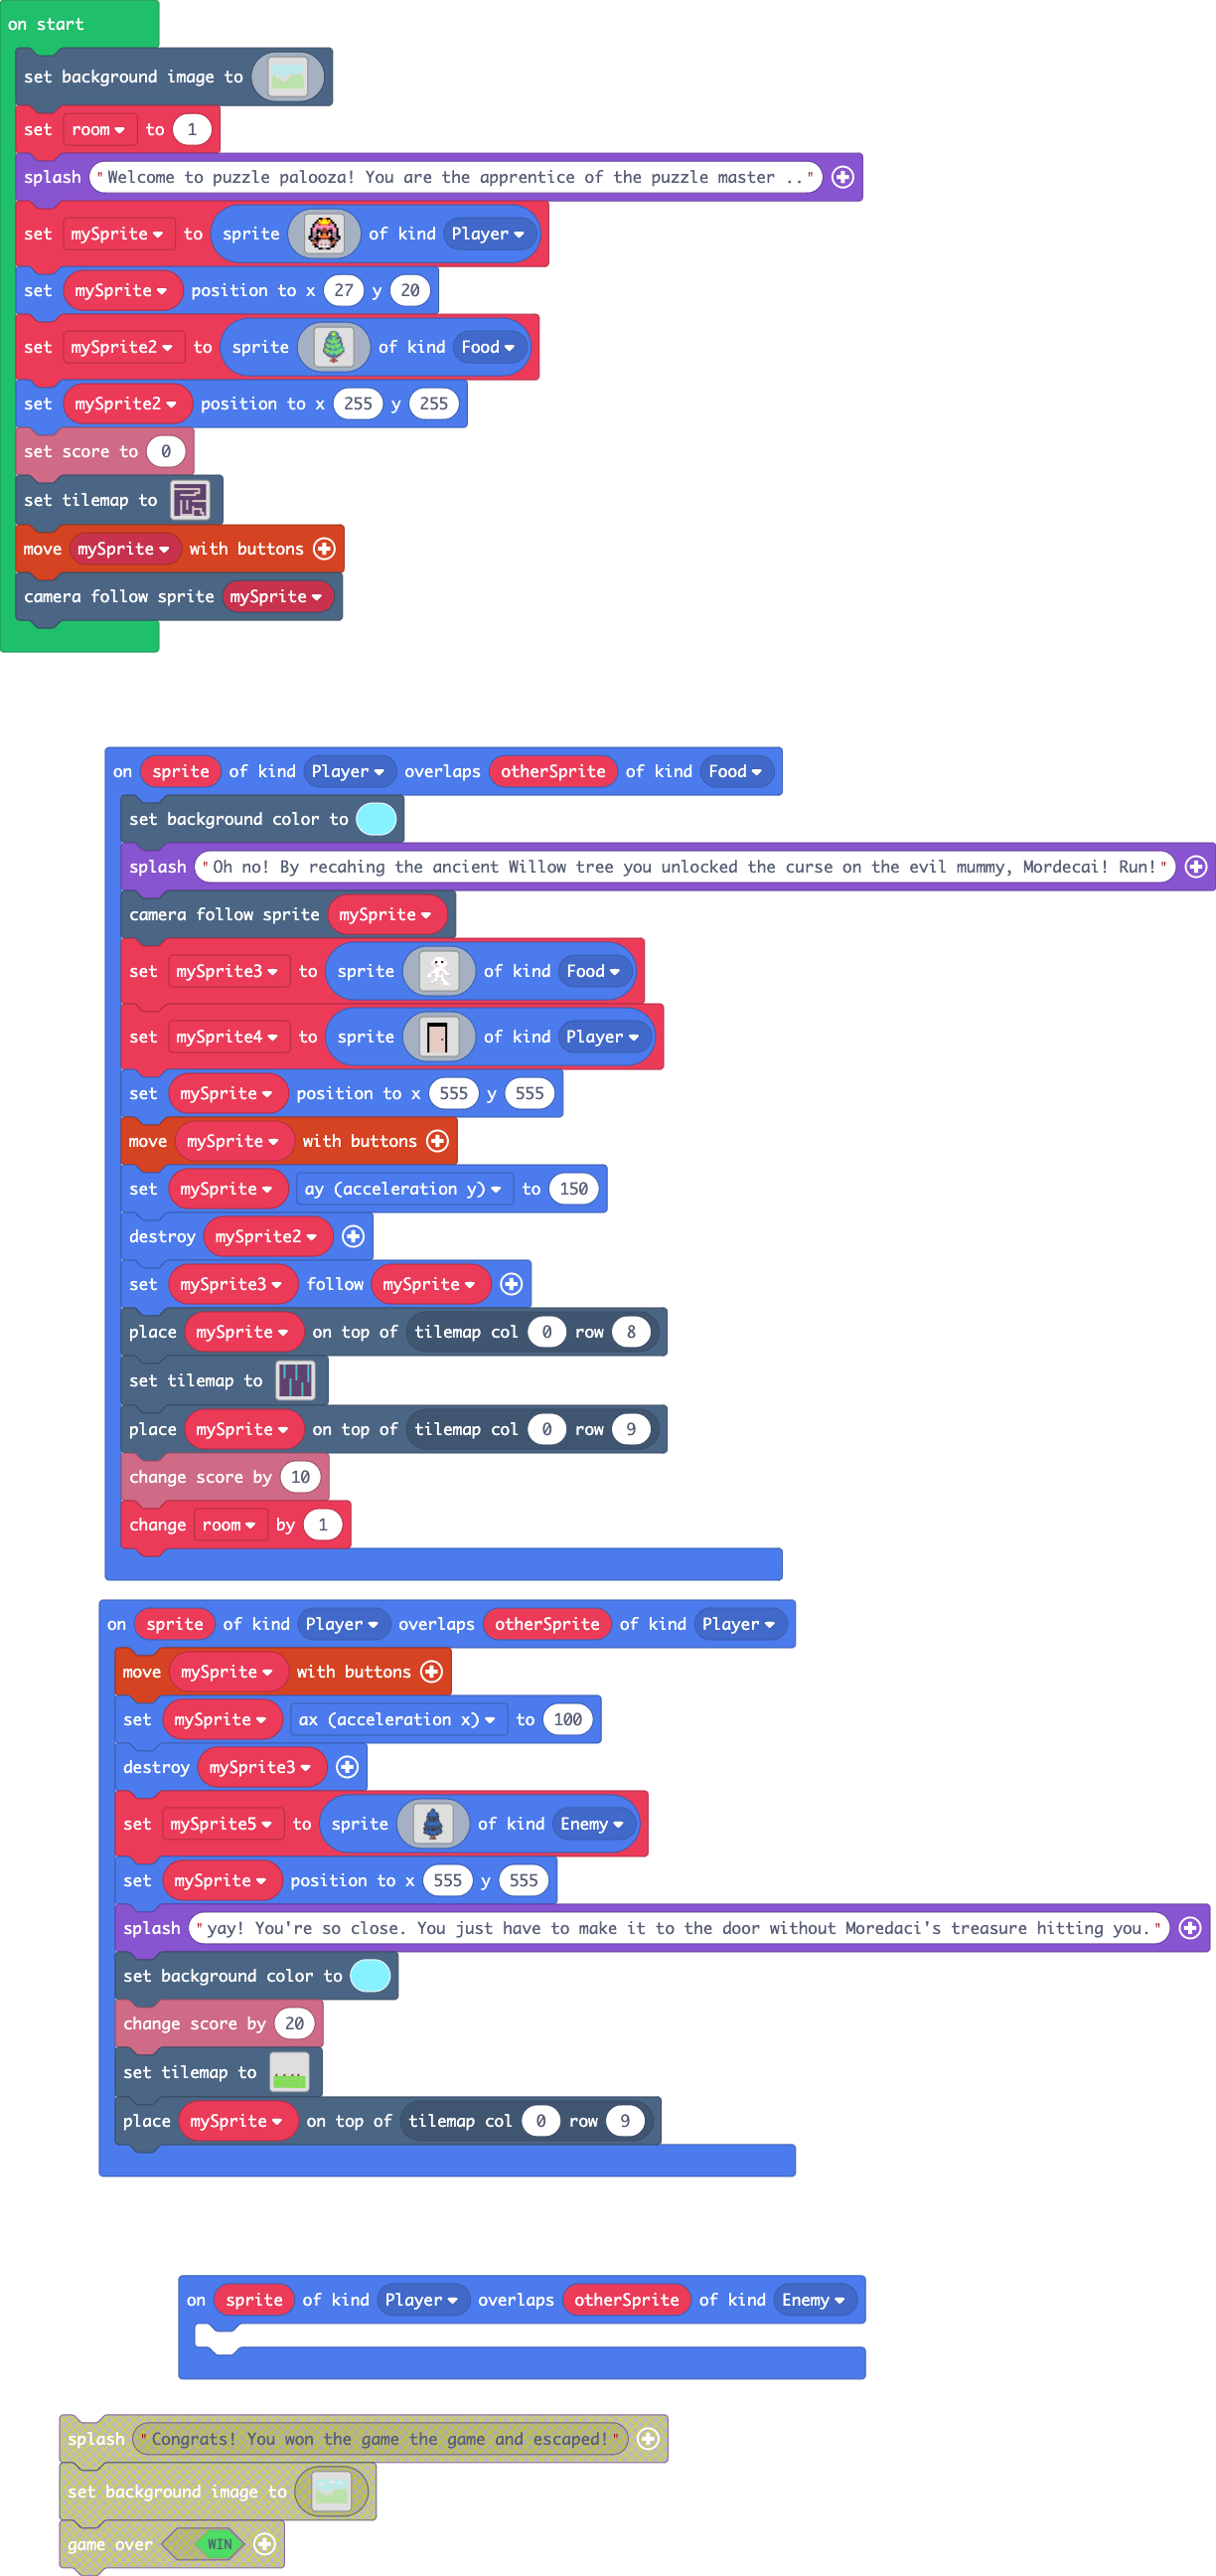 on start
set background image to
set room to 1
splash "Welcome to puzzle palooza! You are the apprentice of the puzzle master .."
set mySprite to sprite of kind Player
set mySprite position to x 27 y 20
set mySprite2 to sprite of kind Food
set mySprite2 position to x 255 y 255
set score to 0
set tilemap to
move mySprite with buttons
camera follow sprite mySprite
on sprite of kind Player overlaps otherSprite of kind Food
set background color to
splash "Oh no! By recahing the ancient Willow tree you unlocked the curse on the evil mummy, Mordecai! Run!"
camera follow sprite mySprite
set mySprite3 to sprite of kind Food
set mySprite4 to sprite of kind Player
set mySprite position to x 555 y 555
move mySprite with buttons
set mySprite ay (acceleration y) to 150
destroy mySprite2
set mySprite3 follow mySprite
place mySprite on top of tilemap col 0 row 8
set tilemap to
place mySprite on top of tilemap col 0 row 9
change score by 10
change room by 1
on sprite of kind Player overlaps otherSprite of kind Player
move mySprite with buttons
set mySprite ax (acceleration x) to 100
destroy mySprite3
set mySprite5 to sprite of kind Enemy
set mySprite position to x 555 y 555
splash "yay! You're so close. You just have to make it to the door without Moredaci's treasure hitting you."
set background color to
change score by 20
set tilemap to
place mySprite on top of tilemap col 0 row 9
on sprite of kind Player overlaps otherSprite of kind Enemy
splash "Congrats! You won the game the game and escaped!"
set background image to
game over WIN